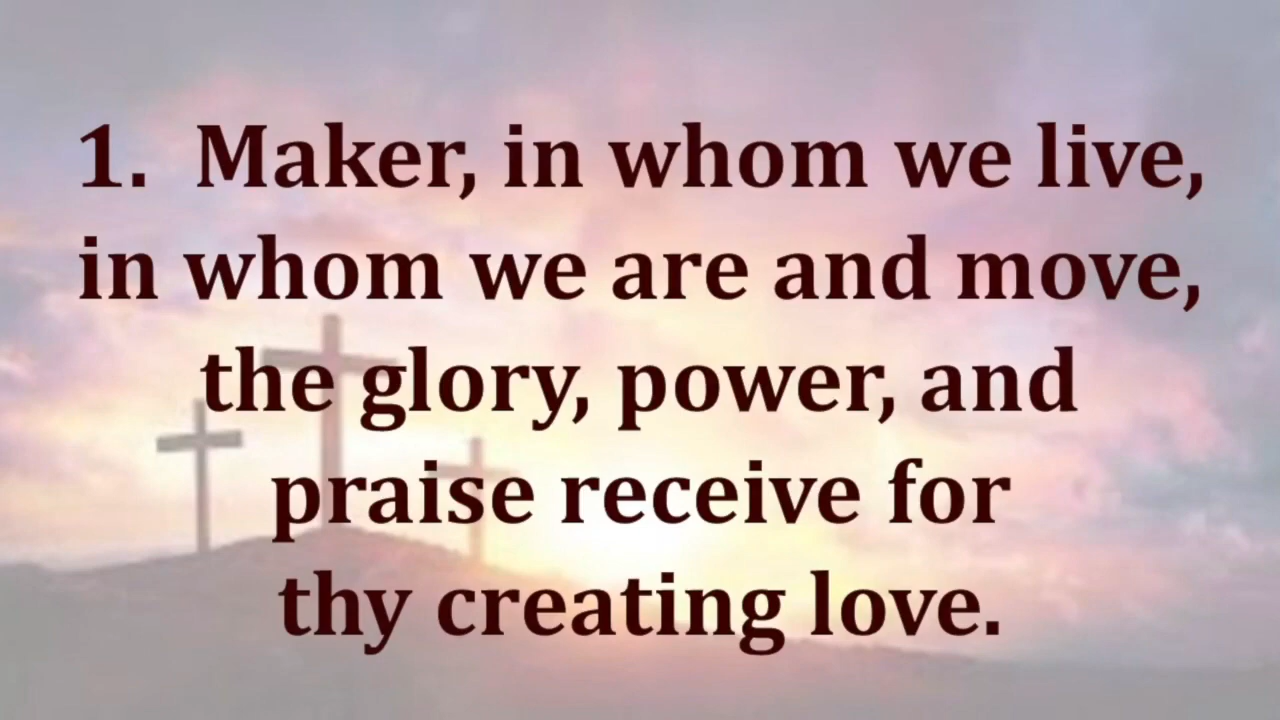 1. Maker, in whom we live,
in whom we are and move,
the glory, power, and
praise receive for
thy creating love.